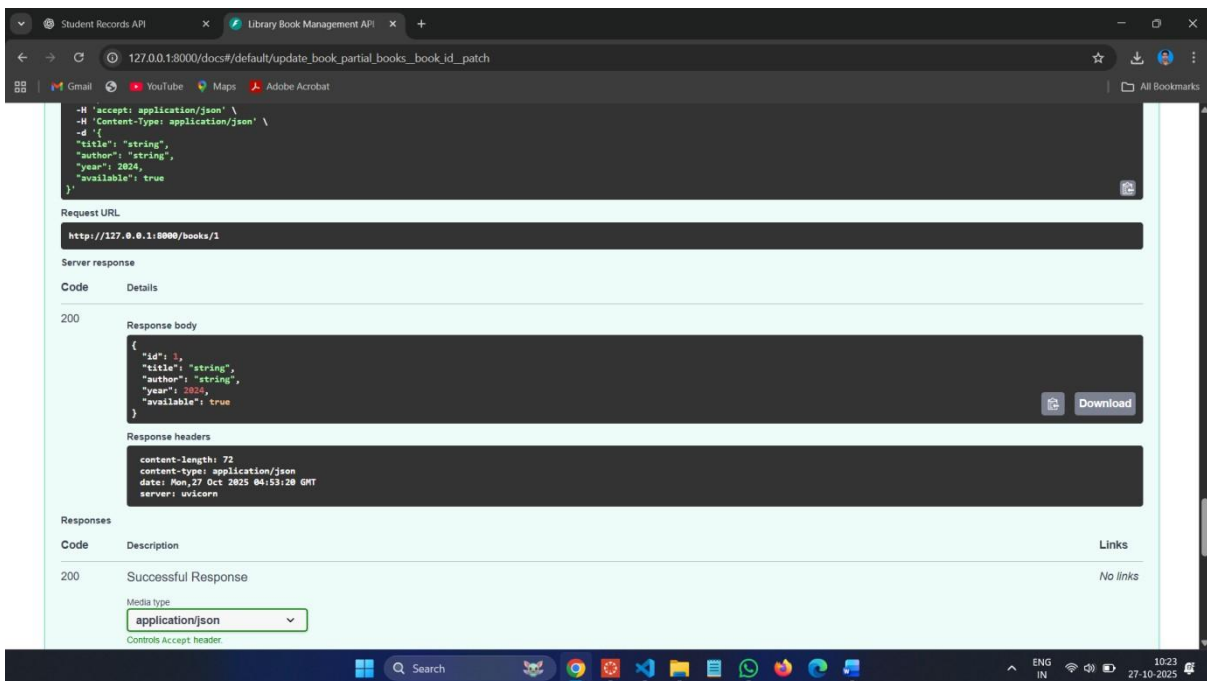 Student Records API
Library Book Management API
127.0.0.1:8000/docs#/default/update_book_partial_books__book_id__patch
Gmail YouTube Maps Adobe Acrobat All Bookmarks
-H 'accept: application/json' \
-H 'Content-Type: application/json' \
-d '{
"title": "string",
"author": "string",
"year": 2024,
"available": true
}'
Request URL
http://127.0.0.1:8000/books/1
Server response
Code Details
200
Response body
{
"id": 1,
"title": "string",
"author": "string",
"year": 2024,
"available": true
}
Download
Response headers
content-length: 72
content-type: application/json
date: Mon,27 Oct 2025 04:53:20 GMT
server: uvicorn
Responses
Code Description Links
200 Successful Response No links
Media type
application/json
Controls Accept header.
Search
ENG 10:23
IN 27-10-2025